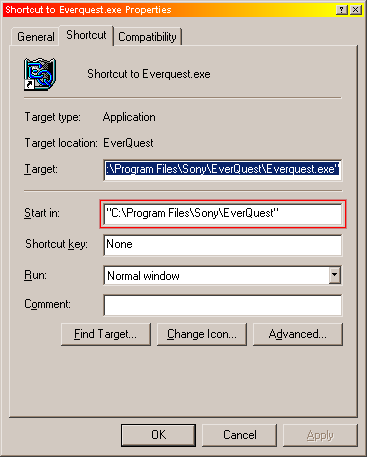 Shortcut to Everquest.exe Properties
General Shortcut Compatibility
Shortcut to Everquest.exe
Target type: Application
Target location: EverQuest
Target: :\Program Files\Sony\EverQuest\Everquest.exe"
Start in: "C:\Program Files\Sony\EverQuest"
Shortcut key: None
Run: Normal window
Comment:
Find Target... Change Icon... Advanced...
OK Cancel Apply